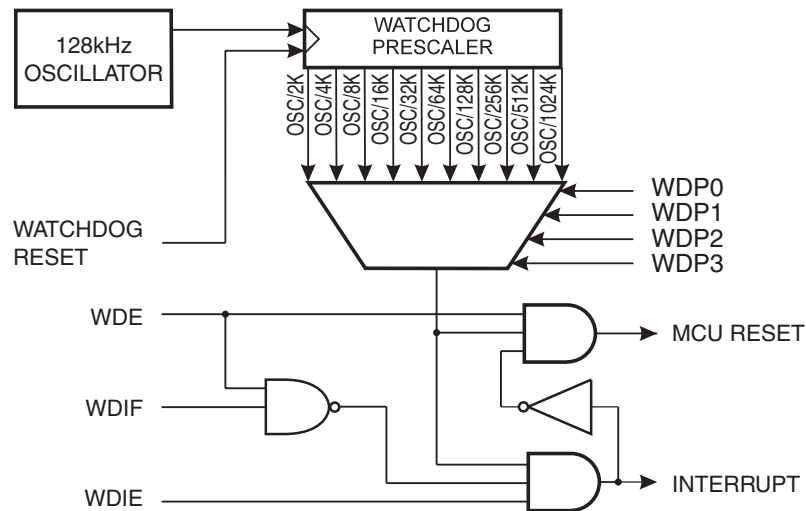 128kHz
OSCILLATOR
WATCHDOG
PRESCALER
OSC/2K
OSC/4K
OSC/8K
OSC/16K
OSC/32K
OSC/64K
OSC/128K
OSC/256K
OSC/512K
OSC/1024K
WDP0
WDP1
WDP2
WDP3
WATCHDOG
RESET
WDE
MCU RESET
WDIF
WDIE
INTERRUPT